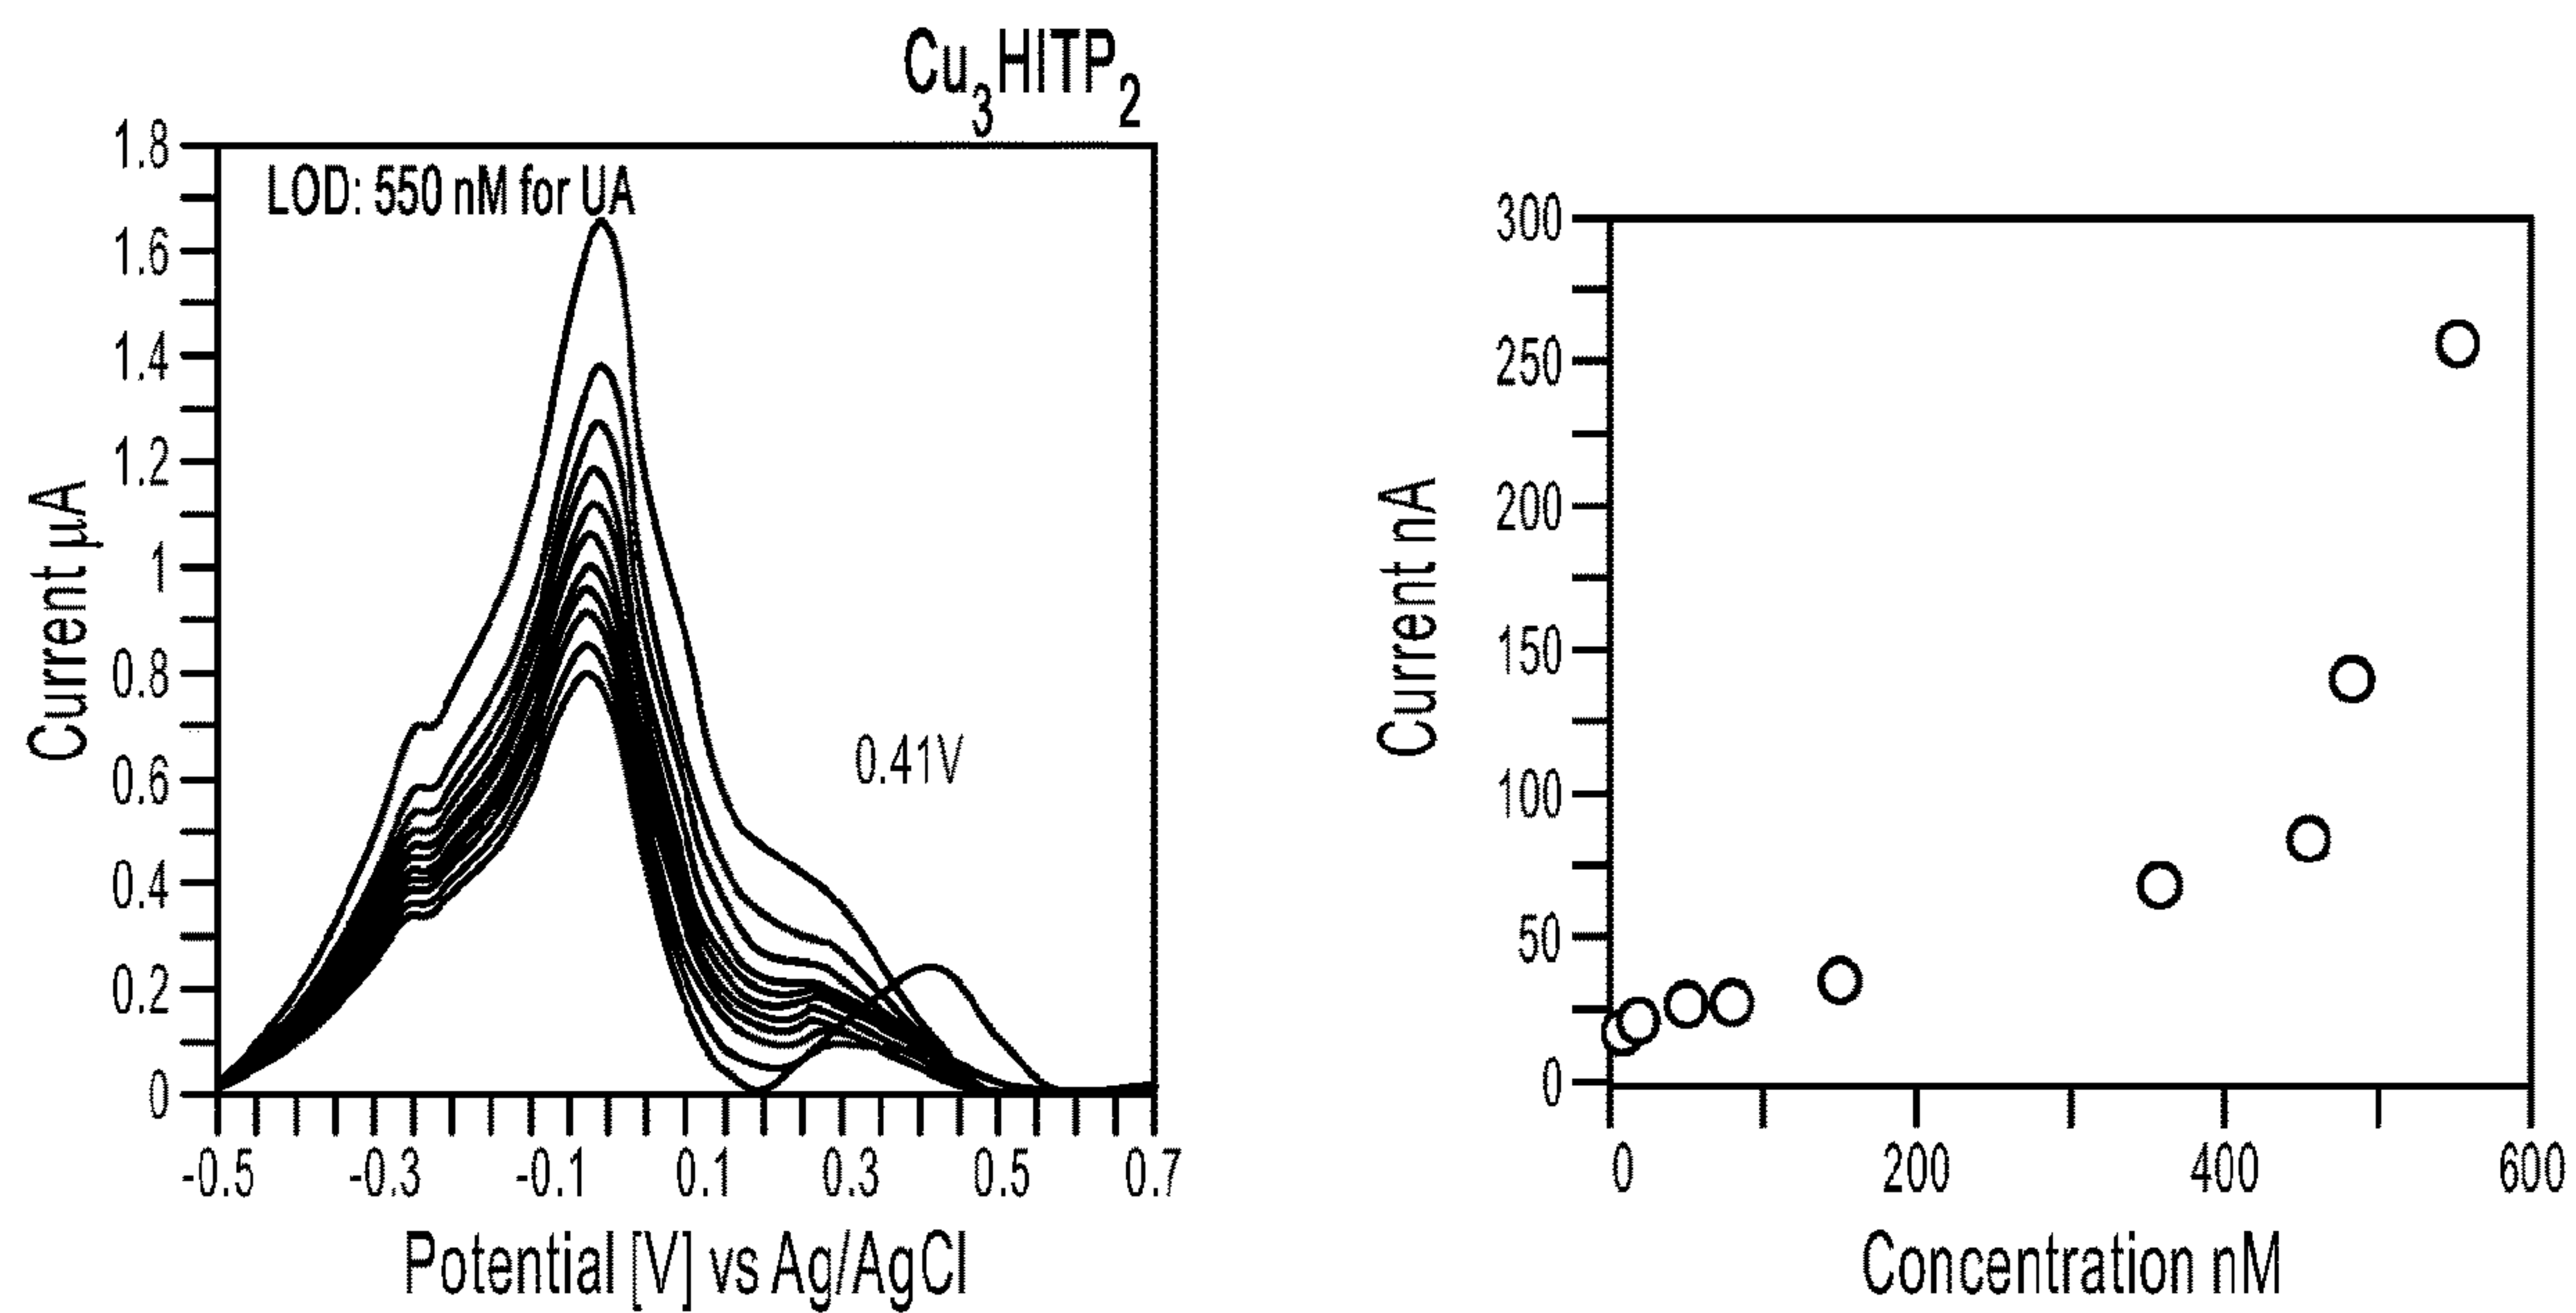 Cu3HITP2
LOD: 550 nM for UA
1.8
1.6
1.4
1.2
1
0.8
0.6
0.4
0.2
0
Current μA
0.41V
-0.5 -0.3 -0.1 0.1 0.3 0.5 0.7
Potential [V] vs Ag/AgCl
300
250
200
150
100
50
0
Current nA
0 200 400 600
Concentration nM